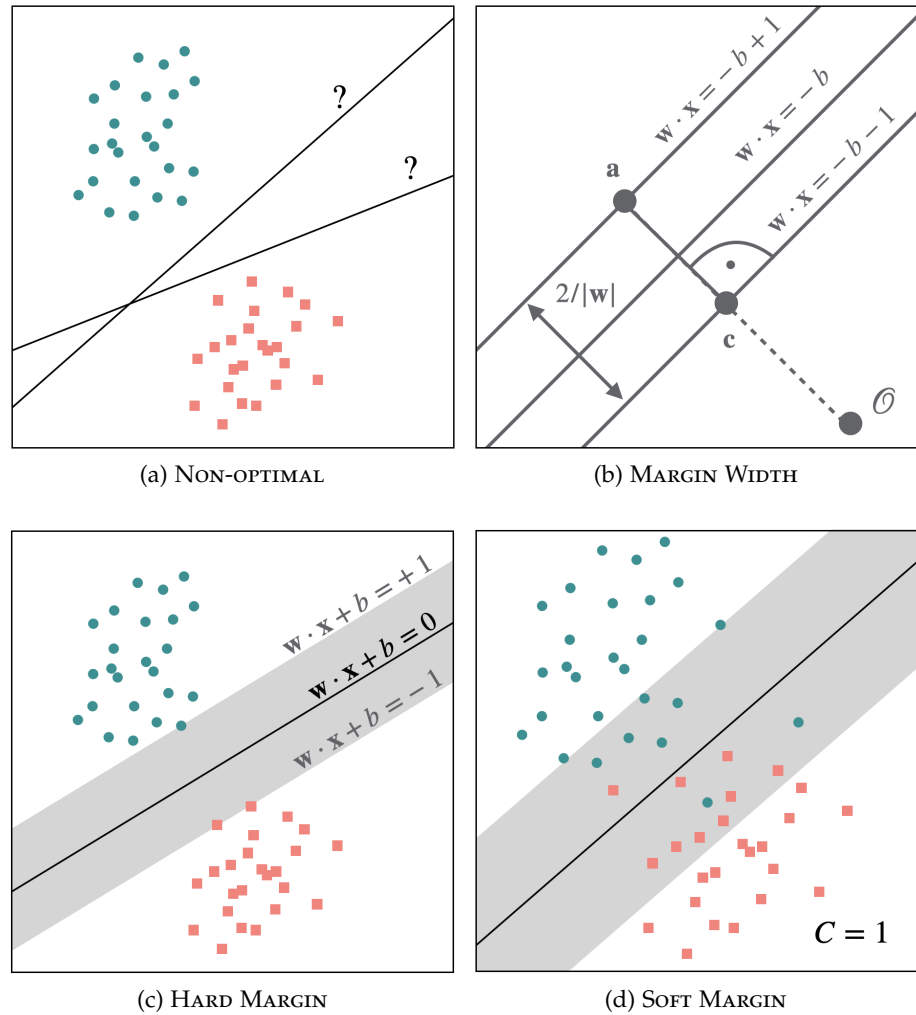 ?
?
(a) Non-optimal
w · x = − b + 1
w · x = − b
w · x = − b − 1
a
2/|w|
c
𝒪
(b) Margin Width
w · x + b = +1
w · x + b = 0
w · x + b = − 1
(c) Hard Margin
C = 1
(d) Soft Margin